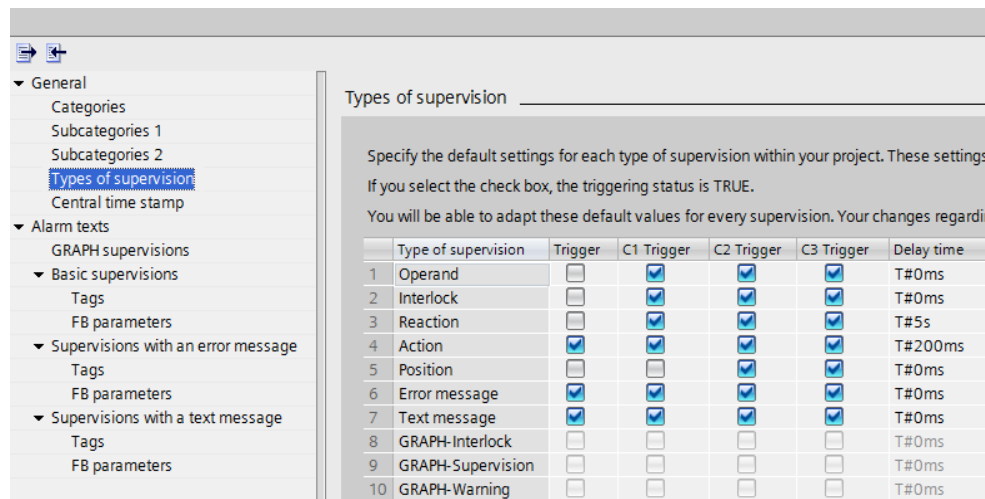 General
Categories
Subcategories 1
Subcategories 2
Types of supervision
Central time stamp
Alarm texts
GRAPH supervisions
Basic supervisions
Tags
FB parameters
Supervisions with an error message
Tags
FB parameters
Supervisions with a text message
Tags
FB parameters
Types of supervision
Specify the default settings for each type of supervision within your project. These settings
If you select the check box, the triggering status is TRUE.
You will be able to adapt these default values for every supervision. Your changes regardi
Type of supervision Trigger C1 Trigger C2 Trigger C3 Trigger Delay time
1 Operand T#0ms
2 Interlock T#0ms
3 Reaction T#5s
4 Action T#200ms
5 Position T#0ms
6 Error message T#0ms
7 Text message T#0ms
8 GRAPH-Interlock T#0ms
9 GRAPH-Supervision T#0ms
10 GRAPH-Warning T#0ms